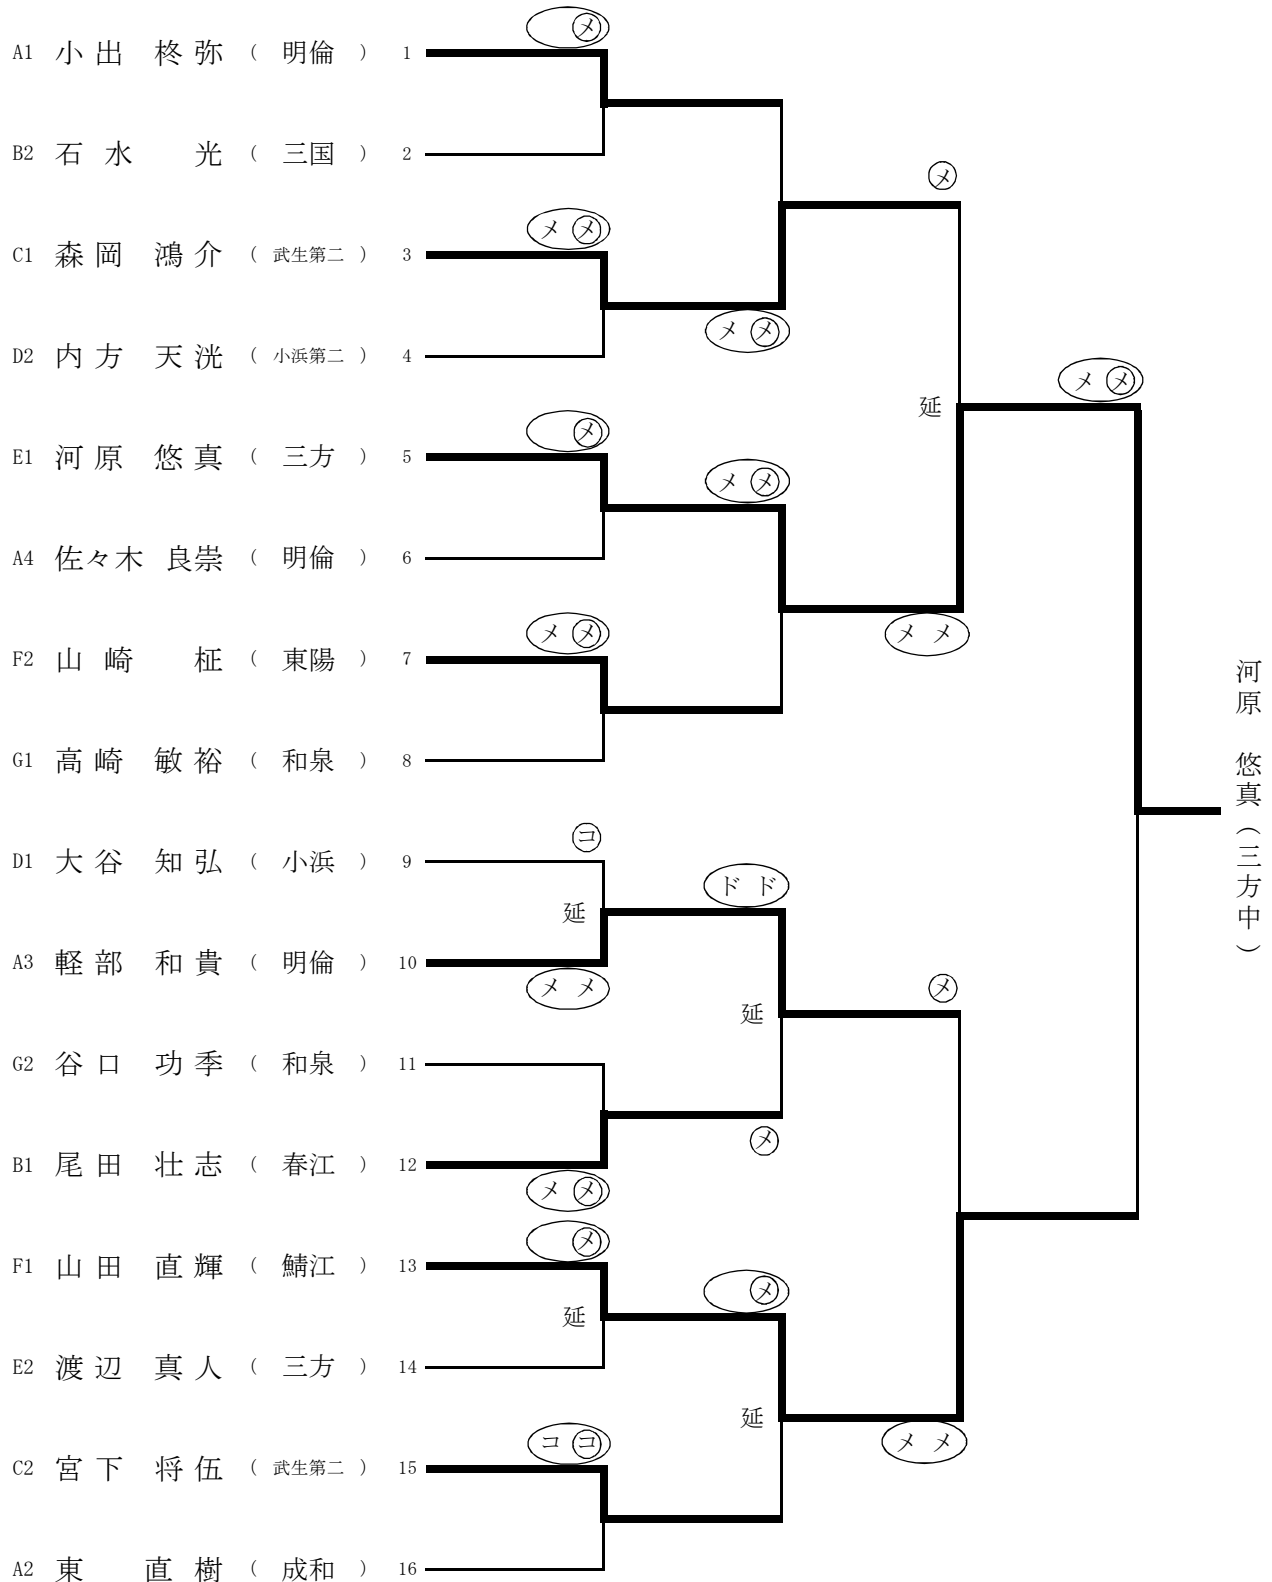 メ
A1 小出 柊弥 （ 明倫 ） 1
B2 石水 光 （ 三国 ） 2
メ
メ メ
C1 森岡 鴻介 （ 武生第二 ） 3
メ メ
D2 内方 天洸 （ 小浜第二 ） 4
メ メ
延
メ
E1 河原 悠真 （ 三方 ） 5
メ メ
A4 佐々木 良崇 （ 明倫 ） 6
メ メ
メ メ
F2 山崎 柾 （ 東陽 ） 7
G1 高崎 敏裕 （ 和泉 ） 8
河原 悠真（三方中）
コ
D1 大谷 知弘 （ 小浜 ） 9
ド ド
延
A3 軽部 和貴 （ 明倫 ） 10
メ メ
メ
延
G2 谷口 功季 （ 和泉 ） 11
メ
B1 尾田 壮志 （ 春江 ） 12
メ メ
メ
F1 山田 直輝 （ 鯖江 ） 13
メ
延
E2 渡辺 真人 （ 三方 ） 14
延
メ メ
コ コ
C2 宮下 将伍 （ 武生第二 ） 15
A2 東 直樹 （ 成和 ） 16